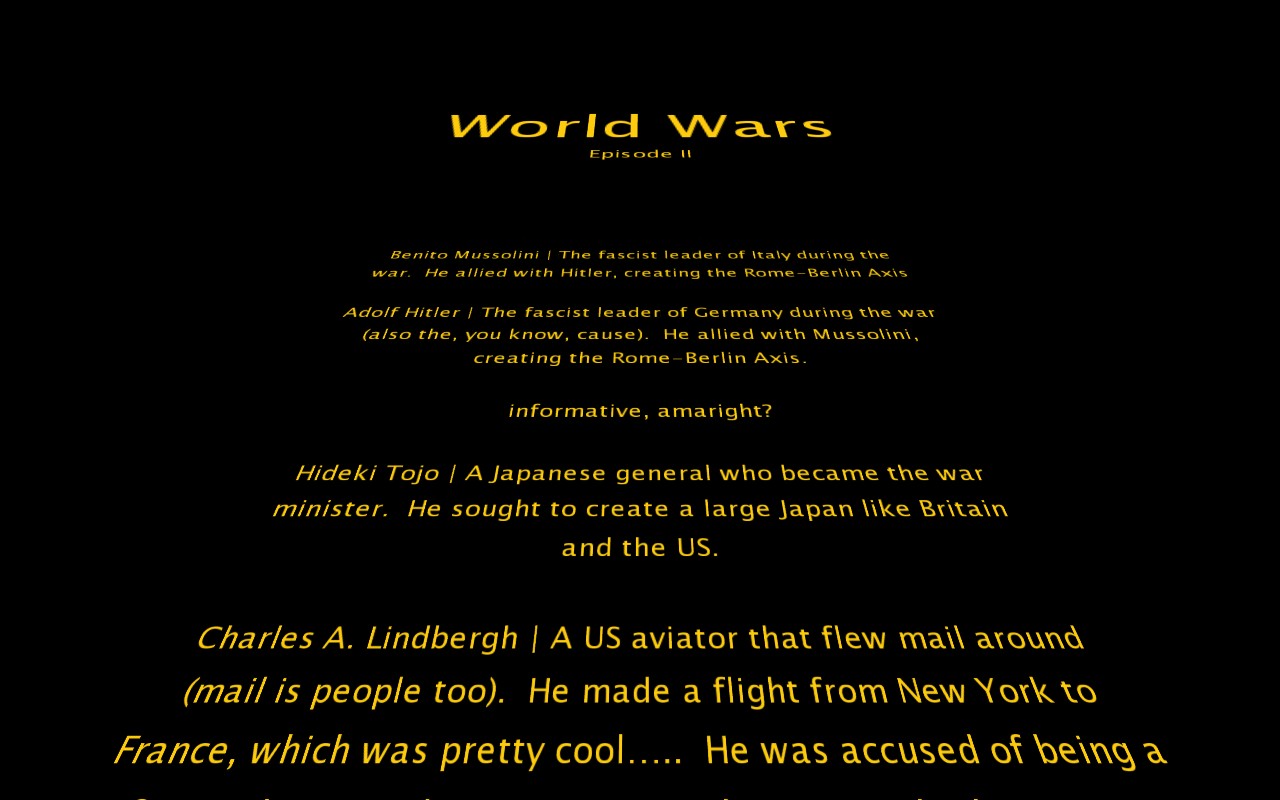 World Wars
Episode II
Benito Mussolini | The fascist leader of Italy during the
war.  He allied with Hitler, creating the Rome-Berlin Axis
Adolf Hitler | The fascist leader of Germany during the war
(also the, you know, cause).  He allied with Mussolini,
creating the Rome-Berlin Axis.
informative, amaright?
Hideki Tojo | A Japanese general who became the war
minister.  He sought to create a large Japan like Britain
and the US.
Charles A. Lindbergh | A US aviator that flew mail around
(mail is people too).  He made a flight from New York to
France, which was pretty cool.....  He was accused of being a